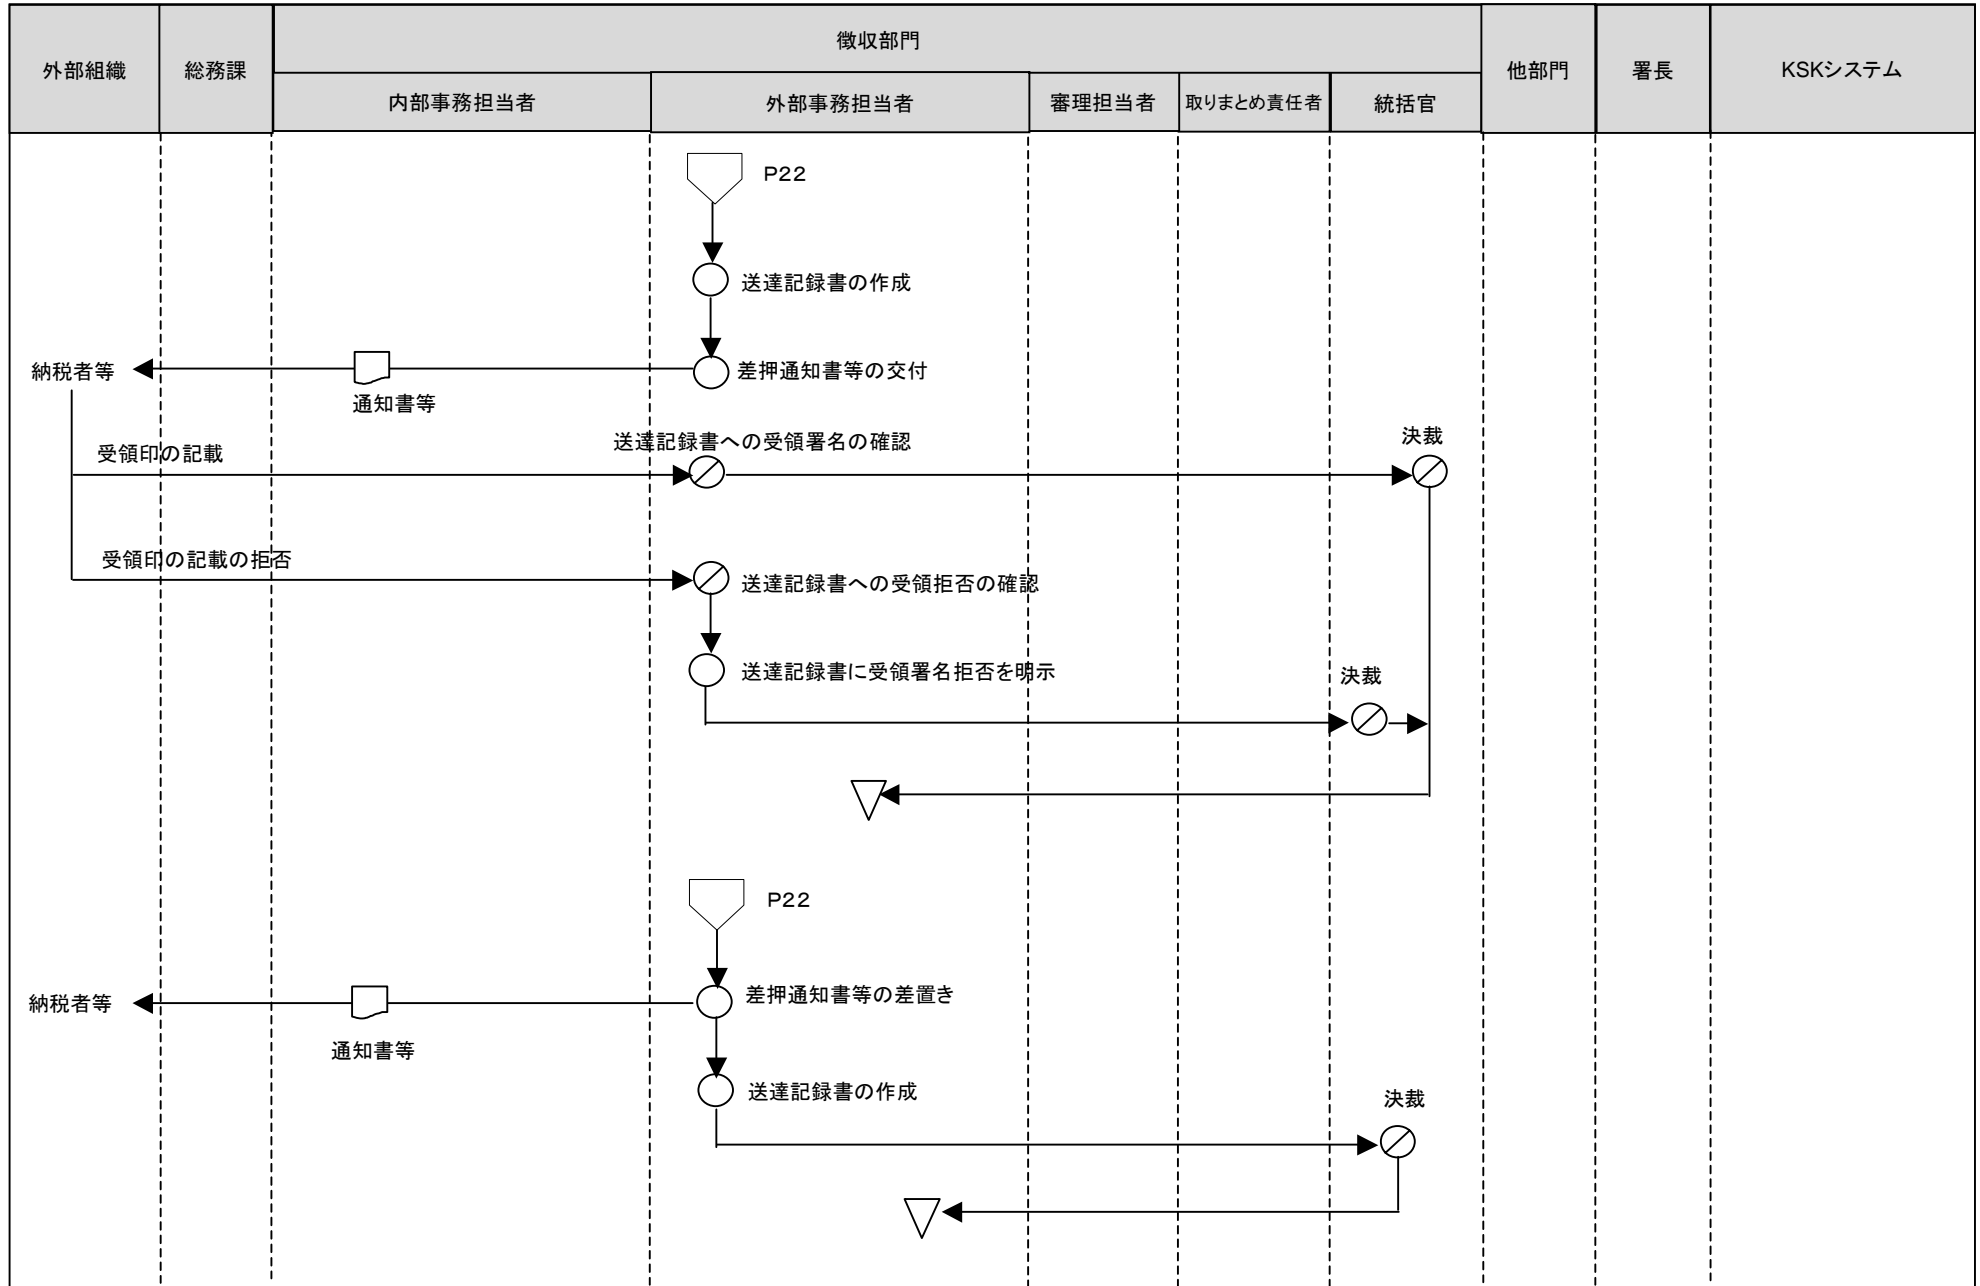 徴収部門
外部組織
総務課
他部門
署長
KSKシステム
内部事務担当者
外部事務担当者
審理担当者
取りまとめ責任者
統括官
P22
送達記録書の作成
納税者等
差押通知書等の交付
通知書等
受領印の記載
送達記録書への受領署名の確認
決裁
受領印の記載の拒否
送達記録書への受領拒否の確認
送達記録書に受領署名拒否を明示
決裁
P22
納税者等
差押通知書等の差置き
通知書等
送達記録書の作成
決裁